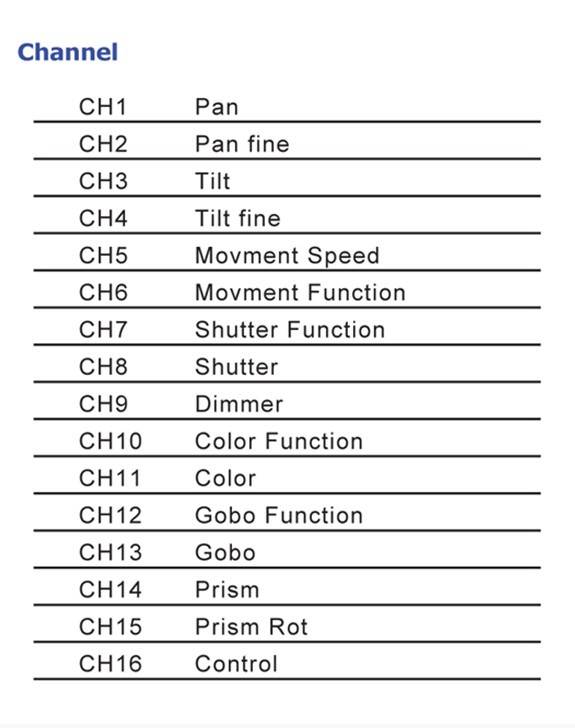 Channel
CH1 Pan
CH2 Pan fine
CH3 Tilt
CH4 Tilt fine
CH5 Movment Speed
CH6 Movment Function
CH7 Shutter Function
CH8 Shutter
CH9 Dimmer
CH10 Color Function
CH11 Color
CH12 Gobo Function
CH13 Gobo
CH14 Prism
CH15 Prism Rot
CH16 Control